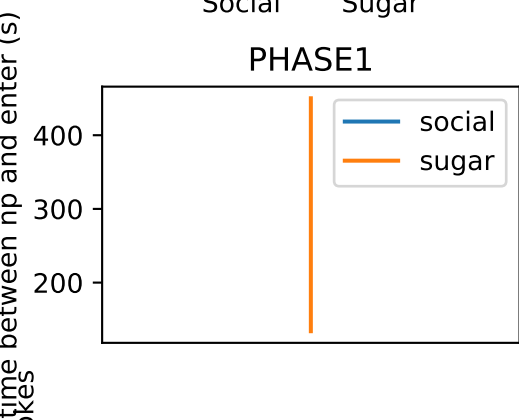 Social Sugar
PHASE1
time between np and enter (s)
400
300
200
social
sugar